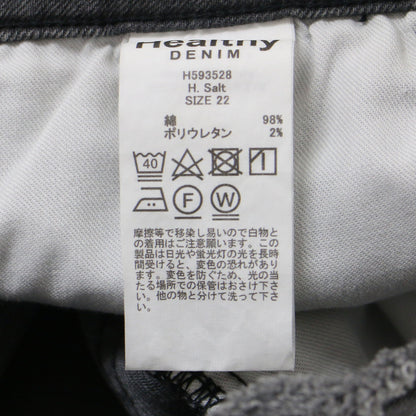 Healthy
DENIM
H593528
H. Salt
SIZE 22
綿 98%
ポリウレタン 2%
40
F W
摩擦等で移染し易いので白物と
の着用はご注意願います。この
製品は日光や蛍光灯の光を長時
間受けると、変色の恐れがあり
ます。変色を防ぐため、光の当
たる場所での保管はおさけ下さ
い。他の物と分けて洗って下さ
い。